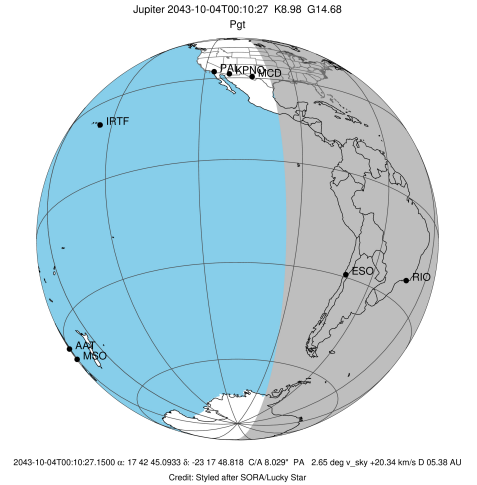 Jupiter 2043-10-04T00:10:27 K8.98 G14.68
Pgt
PAL KPNO MCD
IRTF
ESO
RIO
AAT
MSO
2043-10-04T00:10:27.1500 α: 17 42 45.0933 δ: -23 17 48.818 C/A 8.029" PA 2.65 deg v_sky +20.34 km/s D 05.38 AU
Credit: Styled after SORA/Lucky Star